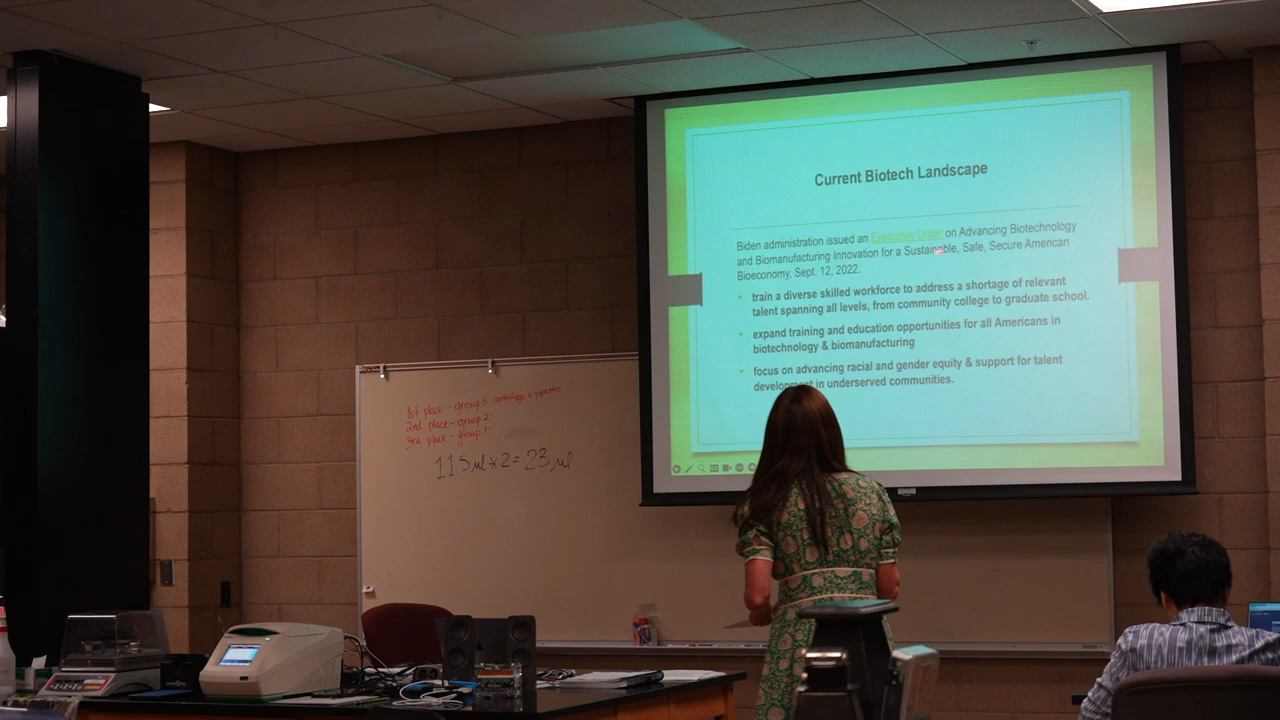 Current Biotech Landscape
Biden administration issued an Executive Order on Advancing Biotechnology
and Biomanufacturing Innovation for a Sustainable, Safe, Secure American
Bioeconomy, Sept. 12, 2022.
train a diverse skilled workforce to address a shortage of relevant
talent spanning all levels, from community college to graduate school.
expand training and education opportunities for all Americans in
biotechnology & biomanufacturing
focus on advancing racial and gender equity & support for talent
development in underserved communities.
1st place - group 5 centrifuge + pipettes
2nd place - group 2
3rd place - group 1
115 µl x 2 = 23 µl